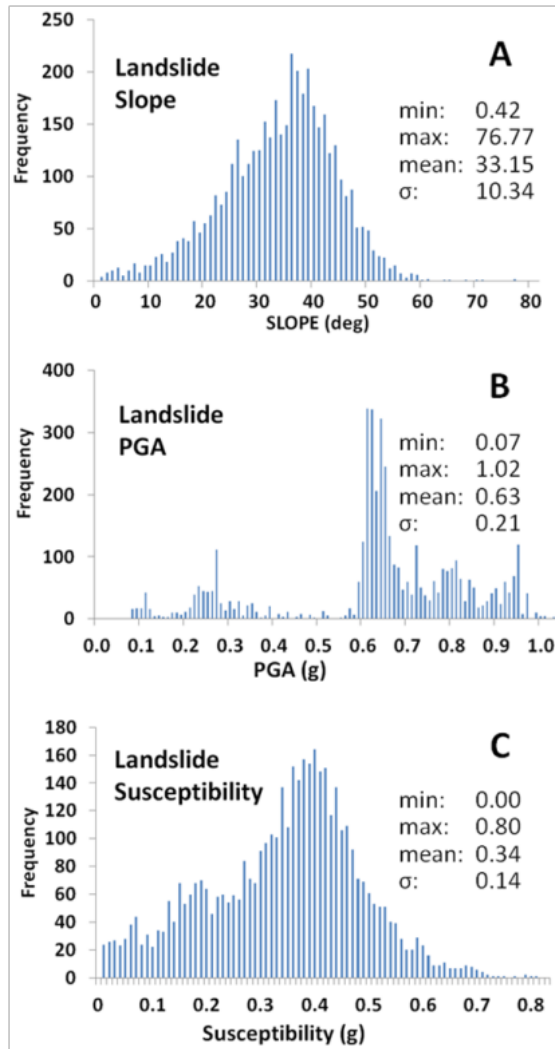 250
200
150
100
50
0
Frequency
Landslide
Slope
A
min: 0.42
max: 76.77
mean: 33.15
σ: 10.34
0 10 20 30 40 50 60 70 80
SLOPE (deg)
400
300
200
100
0
Frequency
Landslide
PGA
B
min: 0.07
max: 1.02
mean: 0.63
σ: 0.21
0.0 0.1 0.2 0.3 0.4 0.5 0.6 0.7 0.8 0.9 1.0
PGA (g)
180
160
140
120
100
80
60
40
20
0
Frequency
Landslide
Susceptibility
C
min: 0.00
max: 0.80
mean: 0.34
σ: 0.14
0 0.1 0.2 0.3 0.4 0.5 0.6 0.7 0.8
Susceptibility (g)